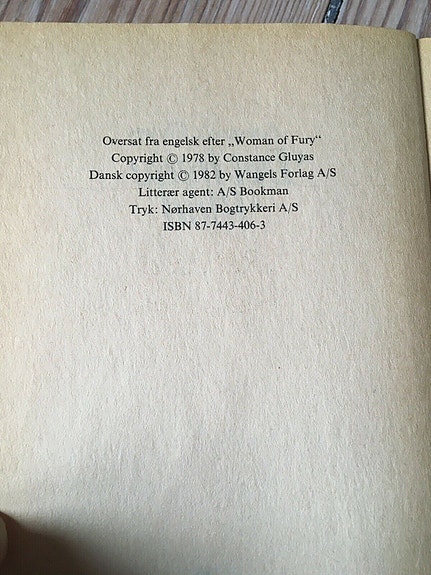 Oversat fra engelsk efter „Woman of Fury“
Copyright © 1978 by Constance Gluyas
Dansk copyright © 1982 by Wangels Forlag A/S
Litterær agent: A/S Bookman
Tryk: Nørhaven Bogtrykkeri A/S
ISBN 87-7443-406-3